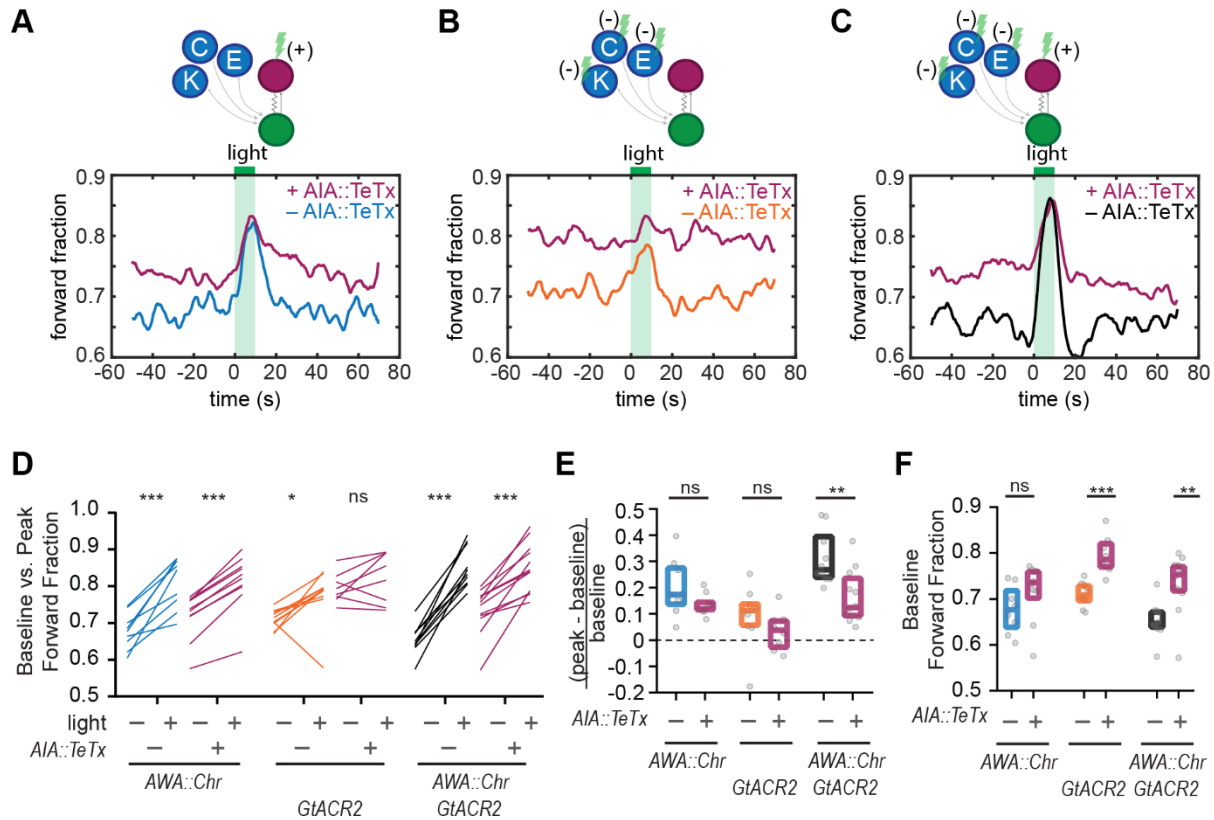 A
C
E
K
(+)
light
+ AIA::TeTx
– AIA::TeTx
forward fraction
0.9
0.8
0.7
0.6
-60 -40 -20 0 20 40 60 80
time (s)
B
(-)
(-)
(-)
C
E
K
light
+ AIA::TeTx
– AIA::TeTx
forward fraction
0.9
0.8
0.7
0.6
-60 -40 -20 0 20 40 60 80
time (s)
C
(-)
(-)
(-)
(+)
C
E
K
light
+ AIA::TeTx
– AIA::TeTx
forward fraction
0.9
0.8
0.7
0.6
-60 -40 -20 0 20 40 60 80
time (s)
D
*** *** * ns *** ***
Baseline vs. Peak
Forward Fraction
1.0
0.9
0.8
0.7
0.6
0.5
light – + – + – + – + – + – +
AIA::TeTx – + – + – +
AWA::Chr AWA::Chr
GtACR2 GtACR2
E
ns ns **
(peak - baseline)
baseline
0.5
0.4
0.3
0.2
0.1
0
-0.1
-0.2
AIA::TeTx – + – + – +
AWA::Chr AWA::Chr
GtACR2 GtACR2
F
ns *** **
Baseline
Forward Fraction
0.9
0.8
0.7
0.6
0.5
AIA::TeTx – + – + – +
AWA::Chr AWA::Chr
GtACR2 GtACR2